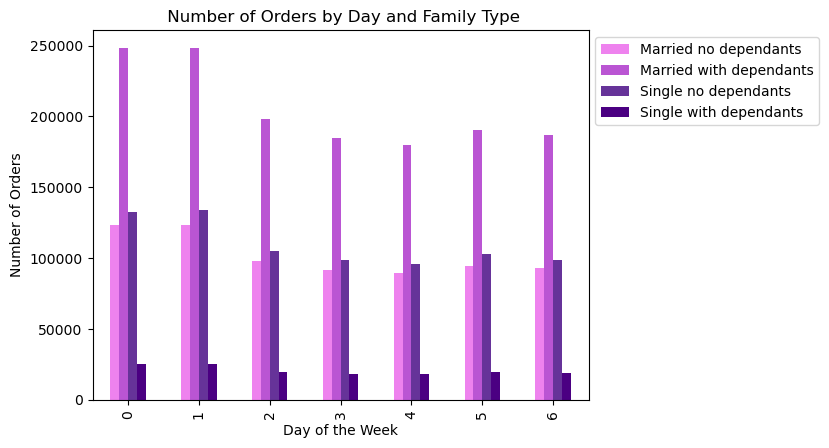 Number of Orders by Day and Family Type
250000
200000
150000
100000
50000
0
Number of Orders
0 1 2 3 4 5 6
Day of the Week
Married no dependants
Married with dependants
Single no dependants
Single with dependants